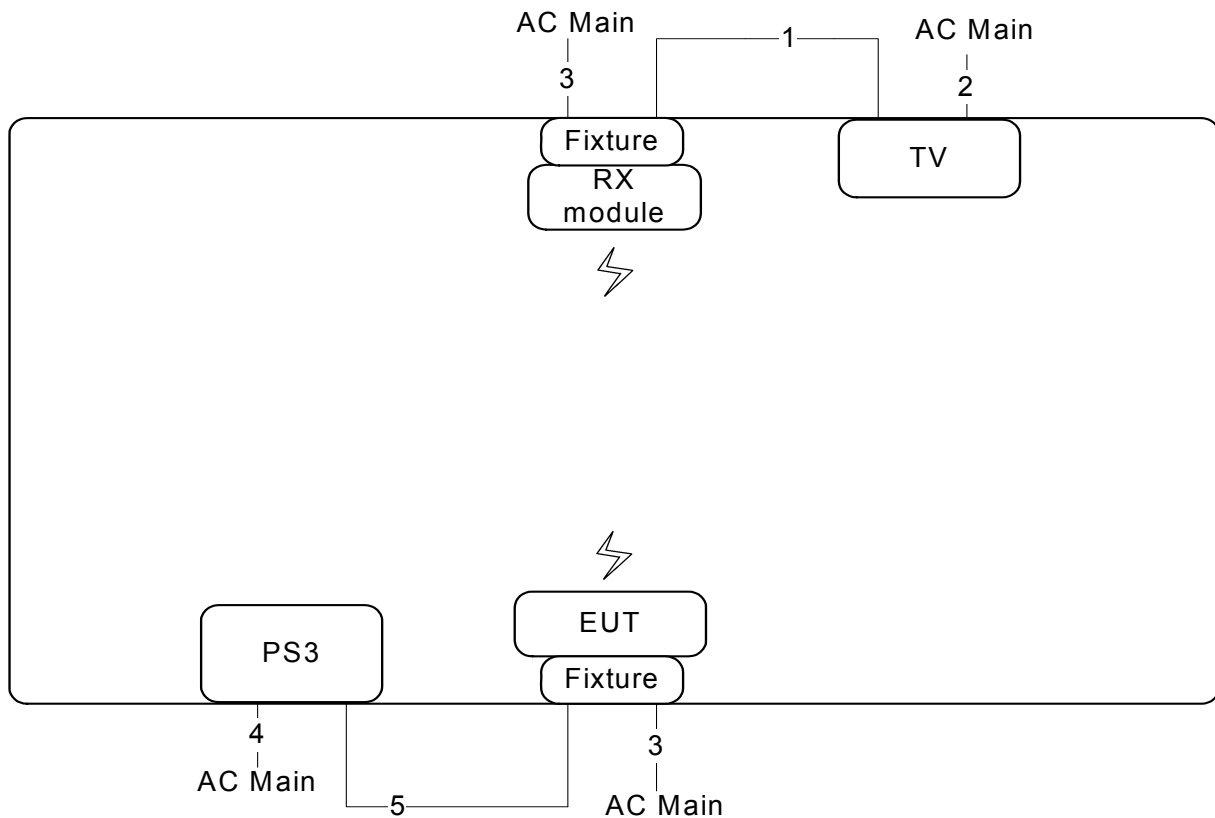 AC Main
1
AC Main
3
2
Fixture
TV
RX
module
EUT
PS3
Fixture
4
3
AC Main
5
AC Main